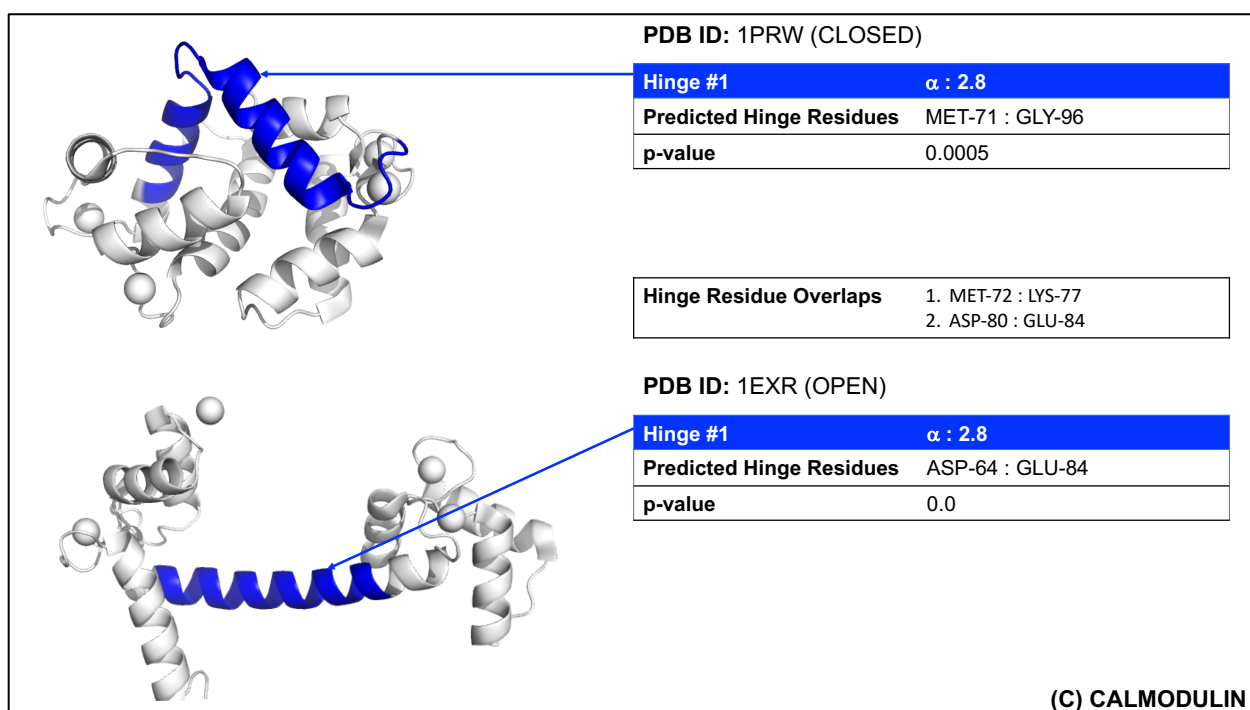 PDB ID: 1PRW (CLOSED)
Hinge #1 α : 2.8
Predicted Hinge Residues MET-71 : GLY-96
p-value 0.0005
Hinge Residue Overlaps 1. MET-72 : LYS-77
2. ASP-80 : GLU-84
PDB ID: 1EXR (OPEN)
Hinge #1 α : 2.8
Predicted Hinge Residues ASP-64 : GLU-84
p-value 0.0
(C) CALMODULIN